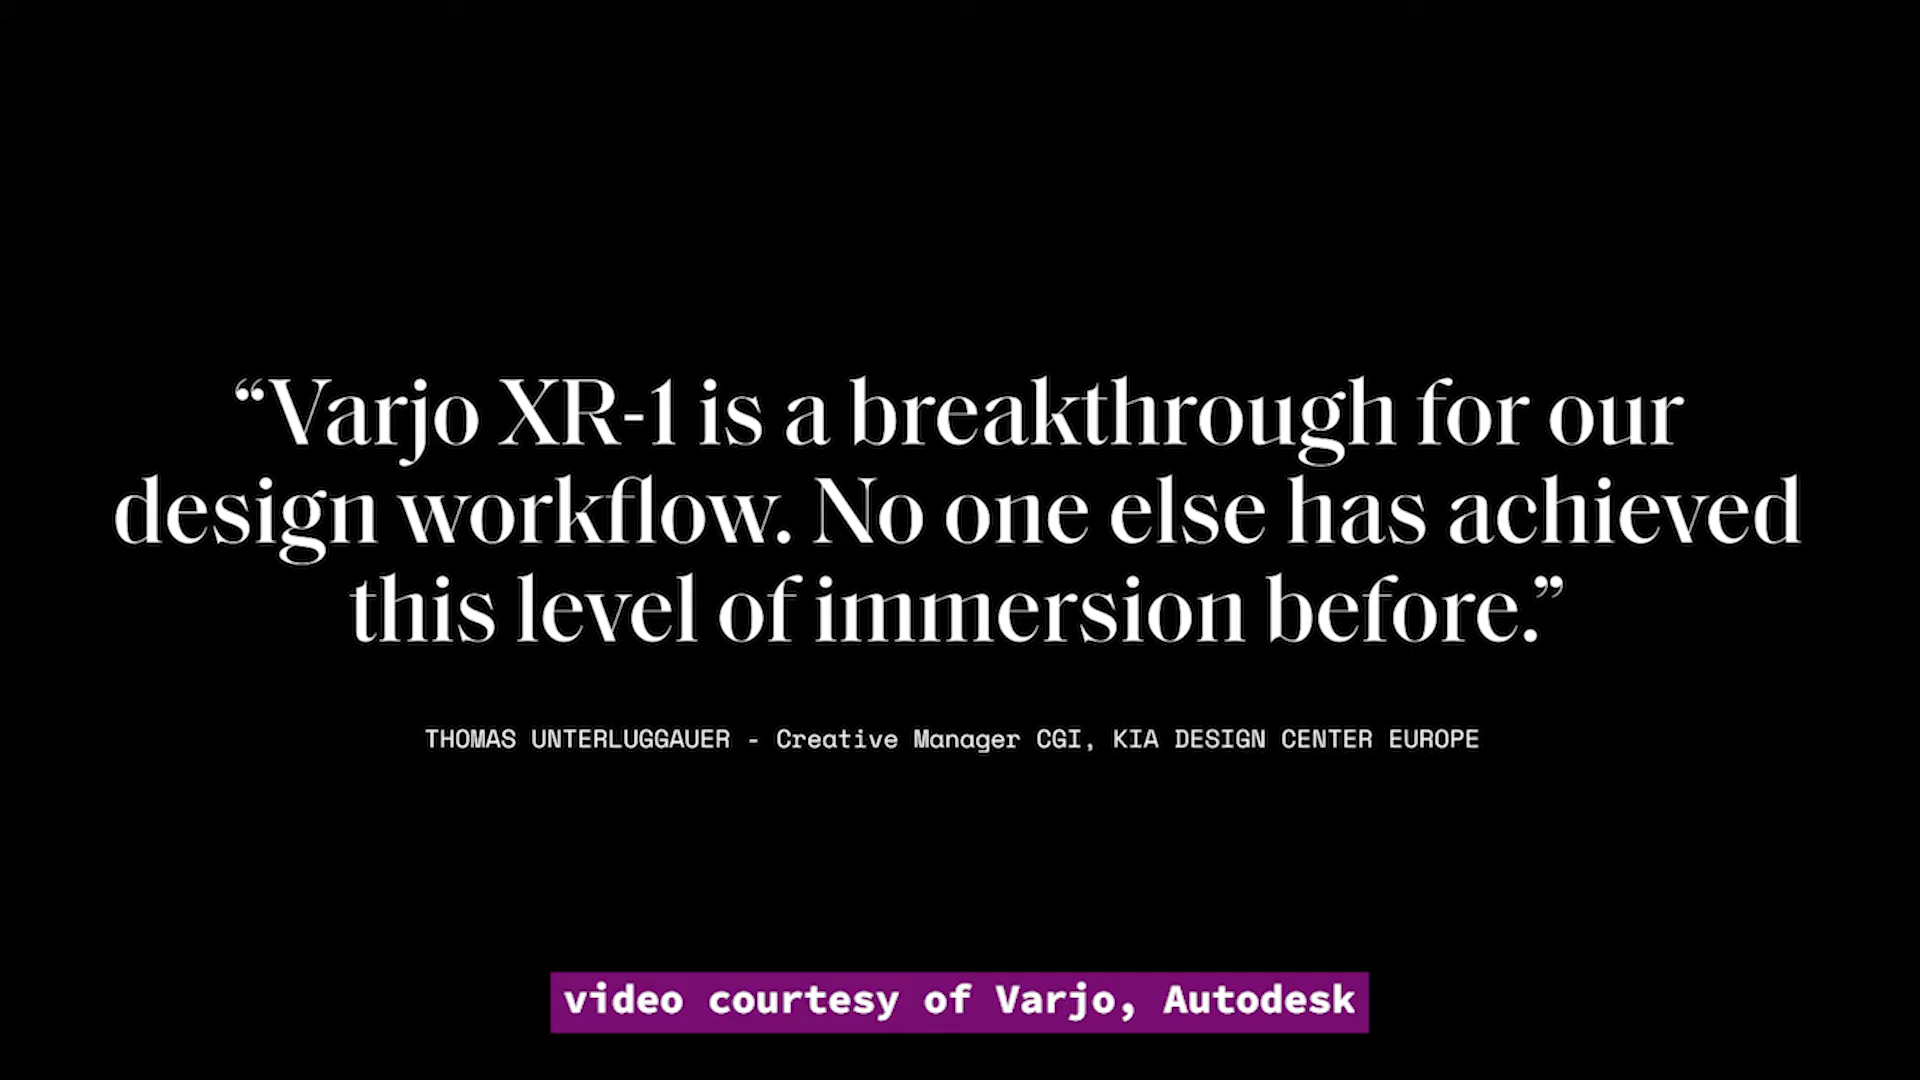 “Varjo XR-1 is a breakthrough for our
design workflow. No one else has achieved
this level of immersion before.”
THOMAS UNTERLUGGAUER - Creative Manager CGI, KIA DESIGN CENTER EUROPE
video courtesy of Varjo, Autodesk